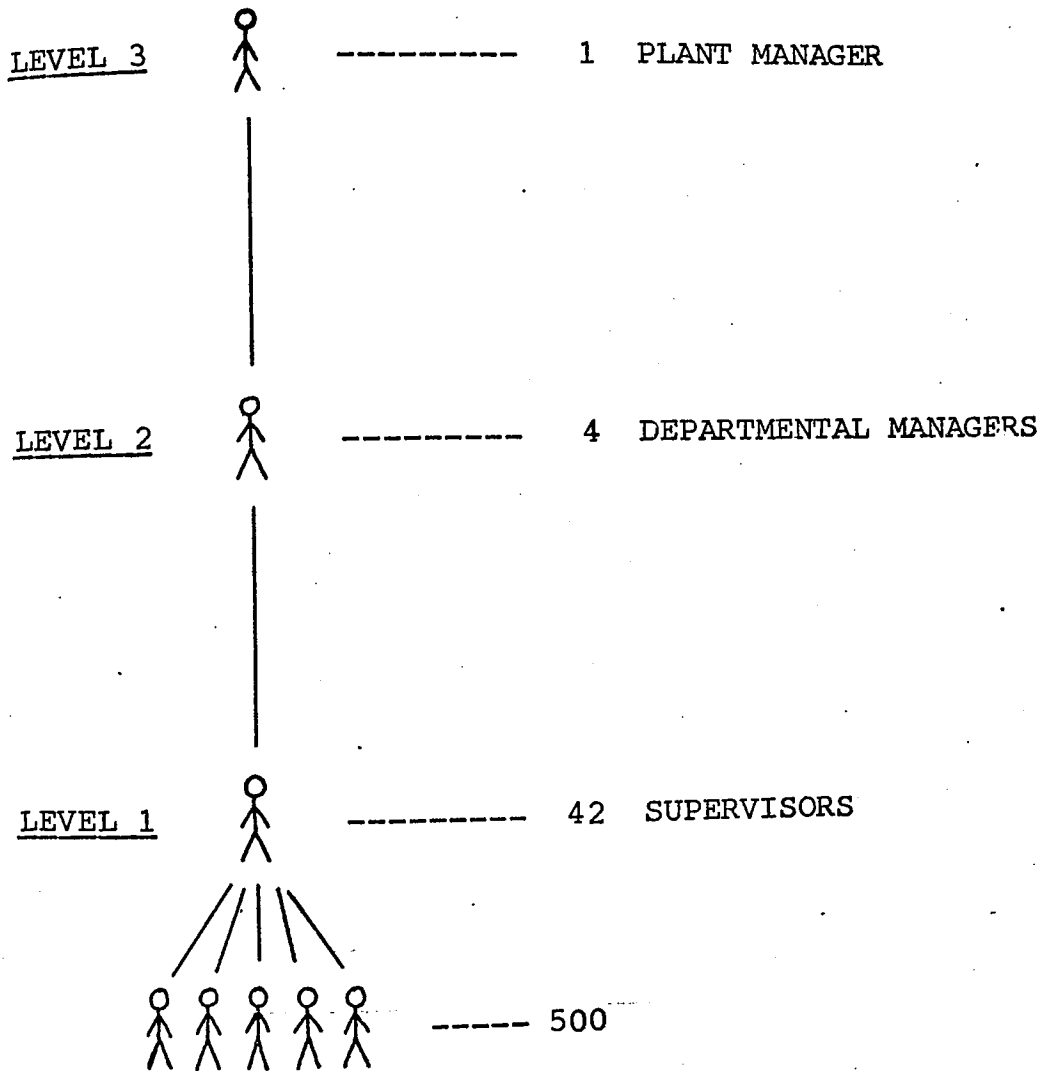 LEVEL 3 --------- 1 PLANT MANAGER
LEVEL 2 --------- 4 DEPARTMENTAL MANAGERS
LEVEL 1 --------- 42 SUPERVISORS
----- 500